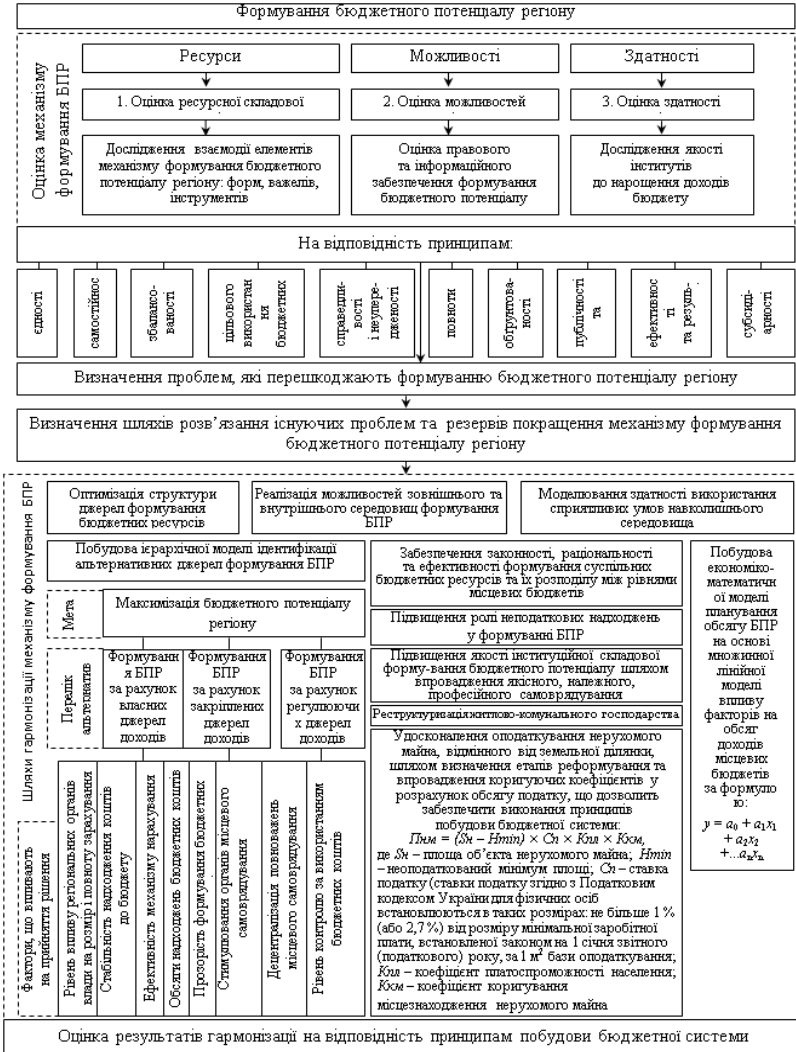 Формування бюджетного потенціалу регіону
Оцінка механізму
формування БПР
Ресурси
Можливості
Здатності
1. Оцінка ресурсної складової
2. Оцінка можливостей
3. Оцінка здатності
Дослідження взаємодії елементів
механізму формування бюджетного
потенціалу регіону: форм, важелів,
інструментів
Оцінка правового
та інформаційного
забезпечення формування
бюджетного потенціалу
Дослідження якості
інститутів
до нарощення доходів
бюджету
На відповідність принципам:
єдності
самостійнос
збалансо-
ваності
цільового
використан
ня
бюджетних
справедли-
вості
і неупере-
дженості
повноти
обґрунтова-
ності
публічності
та
ефективнос
ті
та резуль-
субсиді-
арності
Визначення проблем, які перешкоджають формуванню бюджетного потенціалу регіону
Визначення шляхів розв’язання існуючих проблем та резервів покращення механізму формування
бюджетного потенціалу регіону
Шляхи гармонізації механізму формування БПР
Оптимізація структури
джерел формування
бюджетних ресурсів
Реалізація можливостей зовнішнього та
внутрішнього середовищ формування
БПР
Моделювання здатності використання
сприятливих умов навколишнього
середовища
Побудова ієрархічної моделі ідентифікації
альтернативних джерел формування БПР
Мета
Максимізація бюджетного потенціалу
регіону
Перелік
альтернатив
Формуванн
я БПР
за рахунок
власних
джерел
доходів
Формування
БПР
за рахунок
закріплених
джерел
доходів
Формування
БПР
за рахунок
регулюючи
х джерел
доходів
Фактори, що впливають
на прийняття рішення
Рівень впливу регіональних органів
влади на розмір і повноту зарахування
Стабільність надходження коштів
до бюджету
Ефективність механізму нарахування
Обсяги надходжень бюджетних коштів
Прозорість формування бюджетних
Стимулювання органів місцевого
самоврядування
Децентралізація повноважень
місцевого самоврядування
Рівень контролю за використанням
бюджетних коштів
Забезпечення законності, раціональності
та ефективності формування суспільних
бюджетних ресурсів та їх розподілу між рівнями
місцевих бюджетів
Підвищення ролі неподаткових надходжень
у формуванні БПР
Підвищення якості інституційної складової
форму-вання бюджетного потенціалу шляхом
впровадження якісного, належного,
професійного самоврядування
Реструктуризація житлово-комунального господарства
Удосконалення оподаткування нерухомого
майна, відмінного від земельної ділянки,
шляхом визначення етапів реформування та
впровадження коригуючих коефіцієнтів у
розрахунок обсягу податку, що дозволить
забезпечити виконання принципів
побудови бюджетної системи:
Пнм = (Sн – Нmin) × Сп × Кпл × Ккм,
де Sн – площа об’єкта нерухомого майна; Нmin
– неоподаткований мінімум площі; Сп – ставка
податку (ставки податку згідно з Податковим
кодексом України для фізичних осіб
встановлюються в таких розмірах: не більше 1 %
(або 2,7 %) від розміру мінімальної заробітної
плати, встановленої законом на 1 січня звітного
(податкового) року, за 1 м² бази оподаткування;
Кпл – коефіцієнт платоспроможності населення;
Ккм – коефіцієнт коригування
місцезнаходження нерухомого майна
Побудова
економіко-
математичн
ої моделі
планування
обсягу БПР
на основі
множинної
лінійної
моделі
впливу
факторів на
обсяг
доходів
місцевих
бюджетів
за формуло
ю:
y = a₀ + a₁x₁
+ a₂x₂
+...aₙxₙ
Оцінка результатів гармонізації на відповідність принципам побудови бюджетної системи